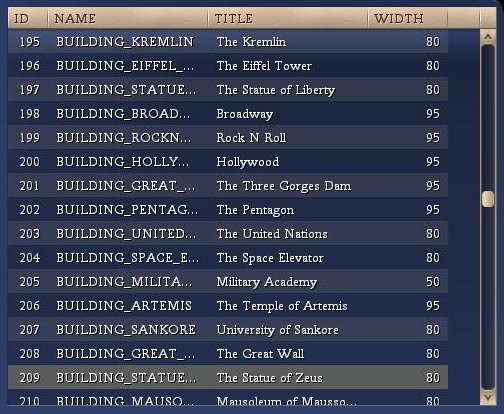 ID NAME TITLE WIDTH
195 BUILDING_KREMLIN The Kremlin 80
196 BUILDING_EIFFEL_... The Eiffel Tower 80
197 BUILDING_STATUE... The Statue of Liberty 80
198 BUILDING_BROAD... Broadway 95
199 BUILDING_ROCKN... Rock N Roll 95
200 BUILDING_HOLLY... Hollywood 95
201 BUILDING_GREAT_... The Three Gorges Dam 95
202 BUILDING_PENTAG... The Pentagon 95
203 BUILDING_UNITED... The United Nations 80
204 BUILDING_SPACE_E... The Space Elevator 80
205 BUILDING_MILITA... Military Academy 50
206 BUILDING_ARTEMIS The Temple of Artemis 95
207 BUILDING_SANKORE University of Sankore 80
208 BUILDING_GREAT_... The Great Wall 80
209 BUILDING_STATUE... The Statue of Zeus 80
210 BUILDING_MAUSO... Mausoleum of Mausso... 80